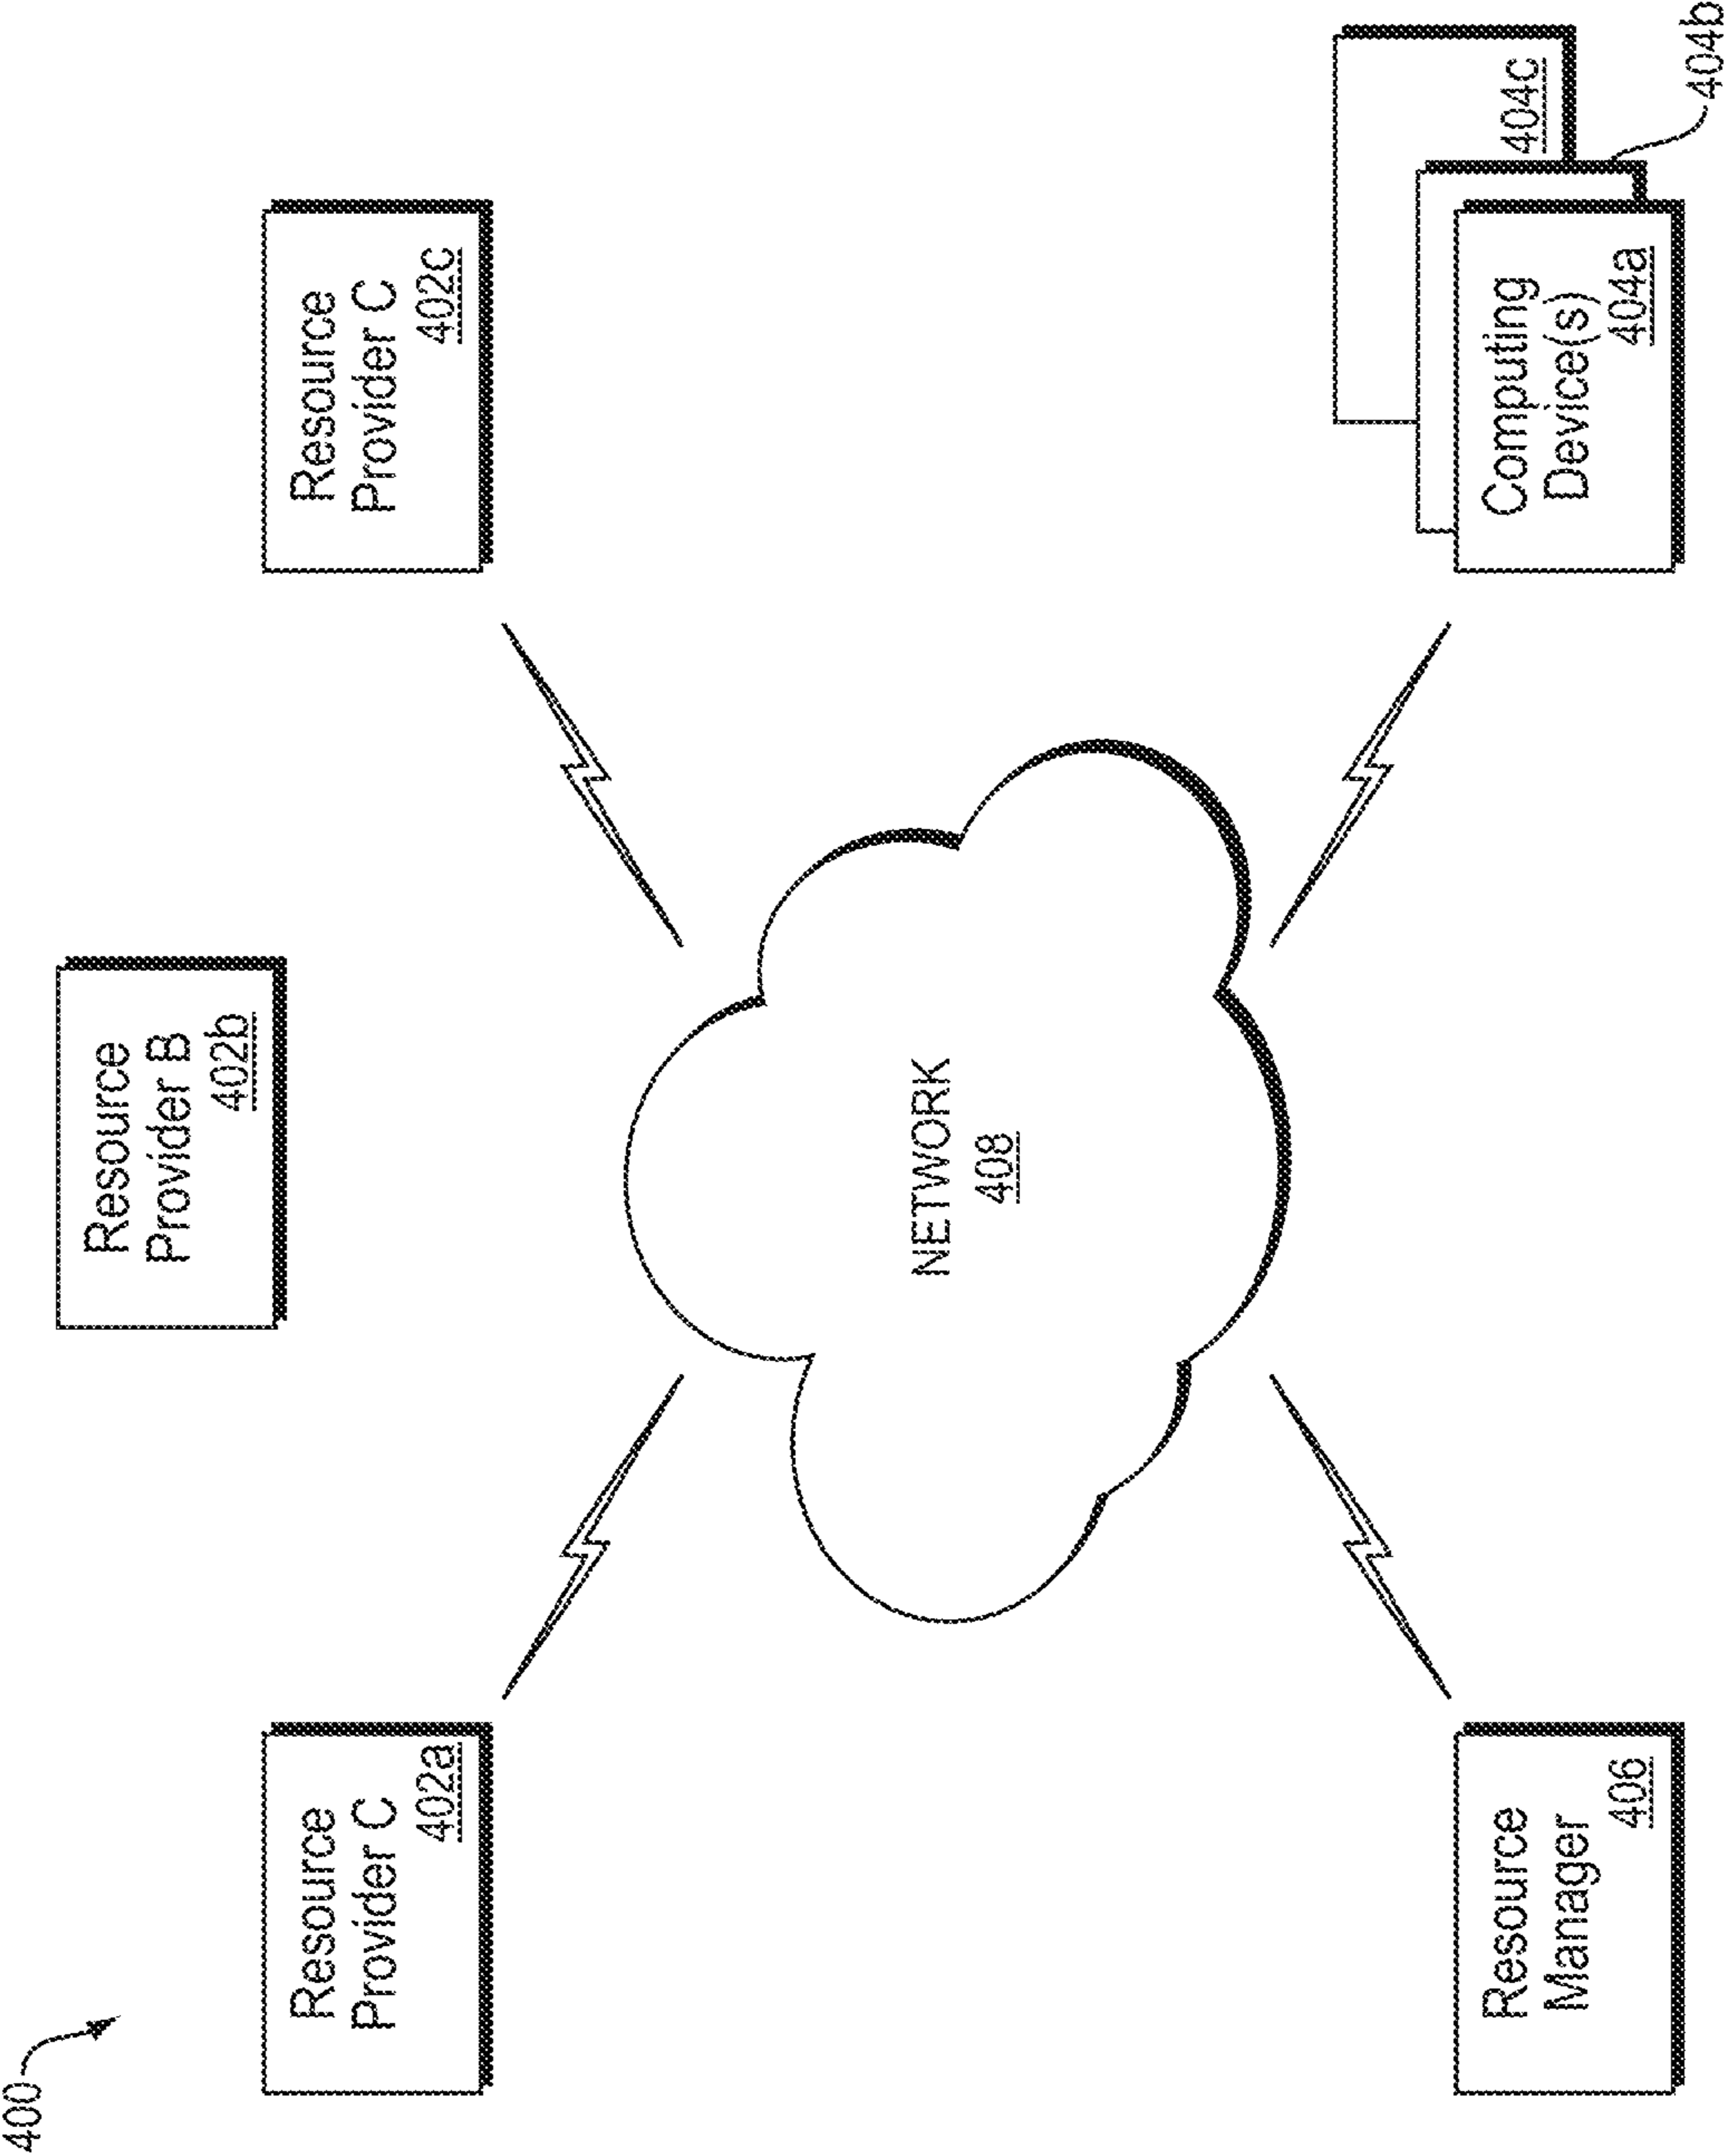 400
Resource
Provider B
402b
Resource
Provider C
402a
Resource
Provider C
402c
NETWORK
408
Resource
Manager
406
Computing
Device(s)
404a
404c
404b